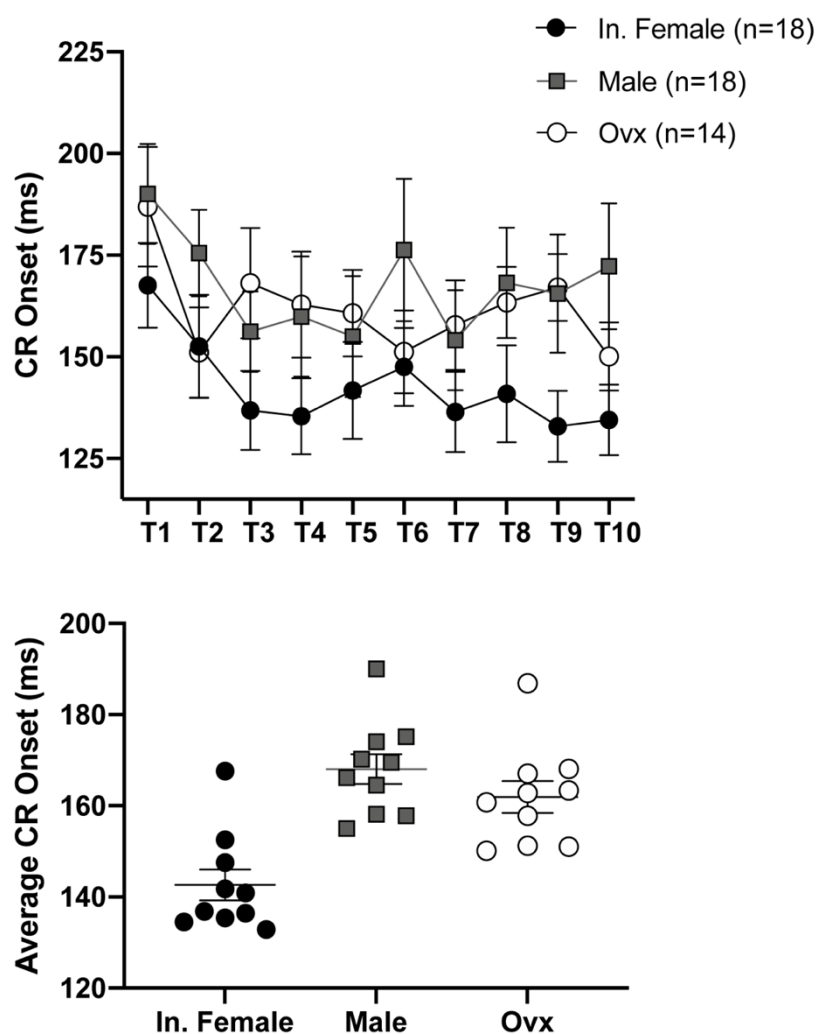 In. Female (n=18)
Male (n=18)
Ovx (n=14)
CR Onset (ms)
225
200
175
150
125
T1 T2 T3 T4 T5 T6 T7 T8 T9 T10
Average CR Onset (ms)
200
180
160
140
120
In. Female Male Ovx